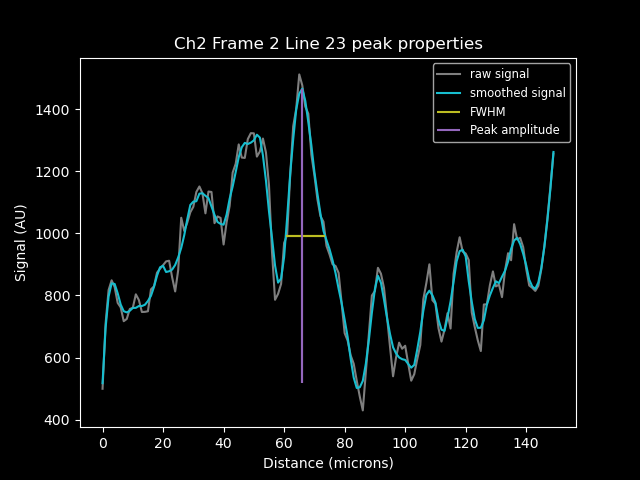 Ch2 Frame 2 Line 23 peak properties
raw signal
smoothed signal
FWHM
Peak amplitude
Signal (AU)
1400
1200
1000
800
600
400
0 20 40 60 80 100 120 140
Distance (microns)